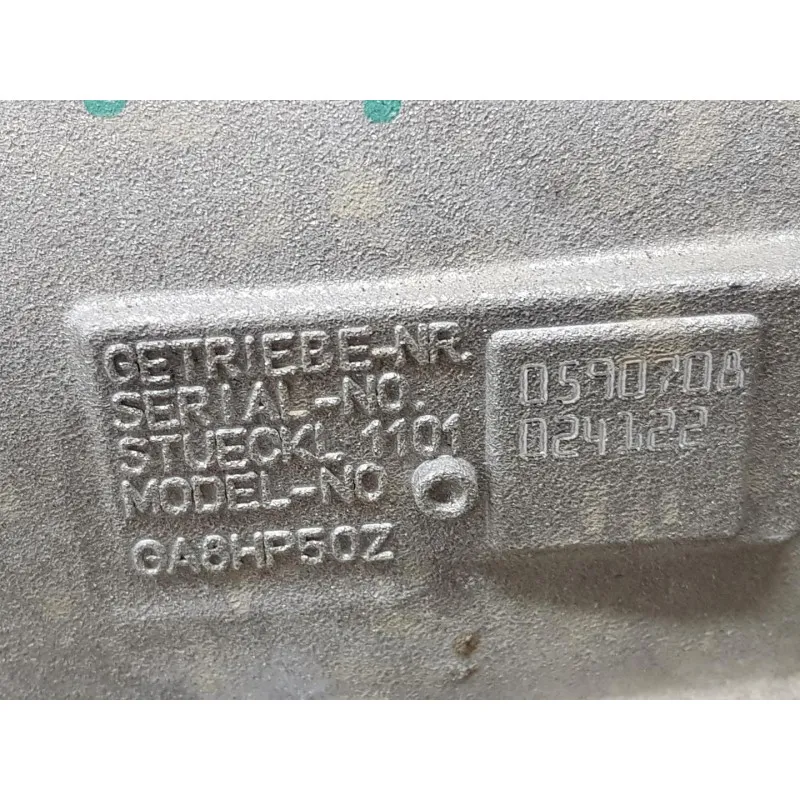 GETRIEBE-NR.
SERIAL-NO.
STUECKL 1101
MODEL-NO
GA8HP50Z
0590708
024122